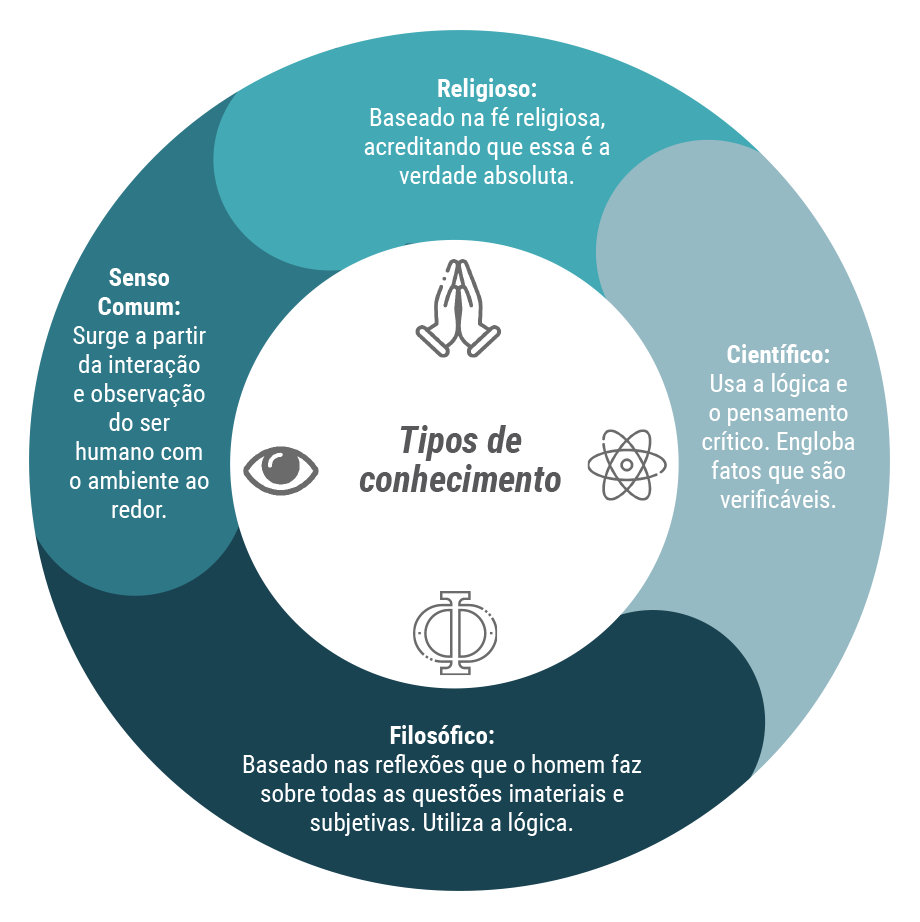 Religioso:
Baseado na fé religiosa,
acreditando que essa é a
verdade absoluta.
Senso
Comum:
Surge a partir
da interação
e observação
do ser
humano com
o ambiente ao
redor.
Tipos de
conhecimento
Científico:
Usa a lógica e
o pensamento
crítico. Engloba
fatos que são
verificáveis.
Filosófico:
Baseado nas reflexões que o homem faz
sobre todas as questões imateriais e
subjetivas. Utiliza a lógica.